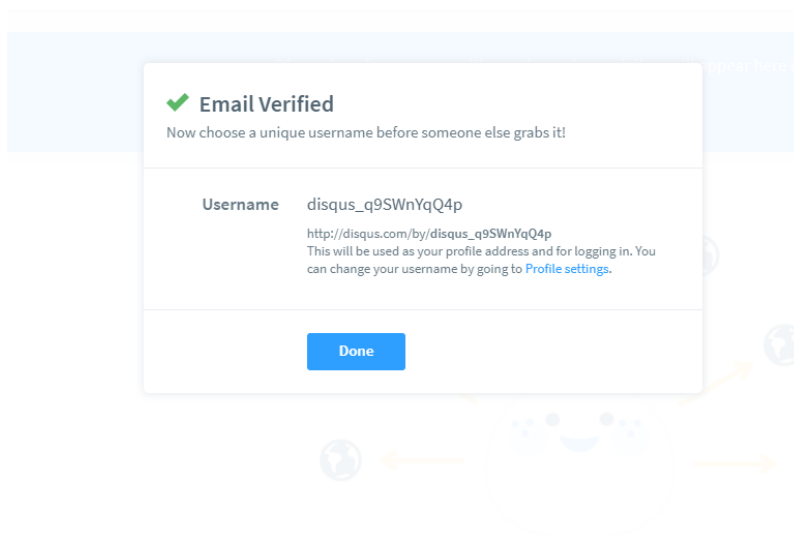 Email Verified
Now choose a unique username before someone else grabs it!
Username
disqus_q9SWnYqQ4p
http://disqus.com/by/disqus_q9SWnYqQ4p
This will be used as your profile address and for logging in. You
can change your username by going to Profile settings.
Done